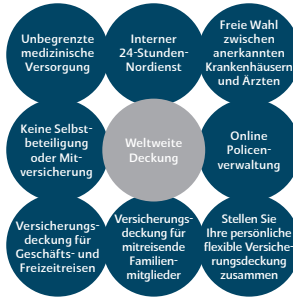 Unbegrenzte
medizinische
Versorgung
Interner
24-Stunden-
Nordienst
Freie Wahl
zwischen
anerkannten
Krankenhäusern
und Ärzten
Keine Selbst-
beteiligung
oder Mit-
versicherung
Weltweite
Deckung
Online
Policen-
verwaltung
Versicherungs-
deckung für
Geschäfts- und
Freizeitreisen
Versicherungs-
deckung für
mitreisende
Familien-
mitglieder
Stellen Sie
Ihre persönliche
flexible Versiche-
rungsdeckung
zusammen